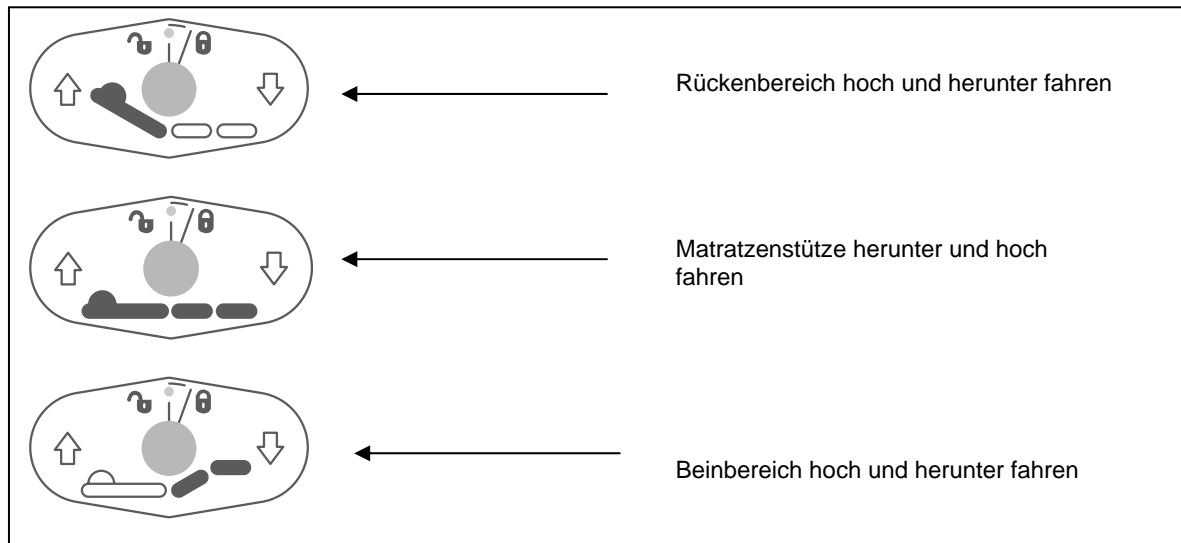 Rückenbereich hoch und herunter fahren
Matratzenstütze herunter und hoch
fahren
Beinbereich hoch und herunter fahren